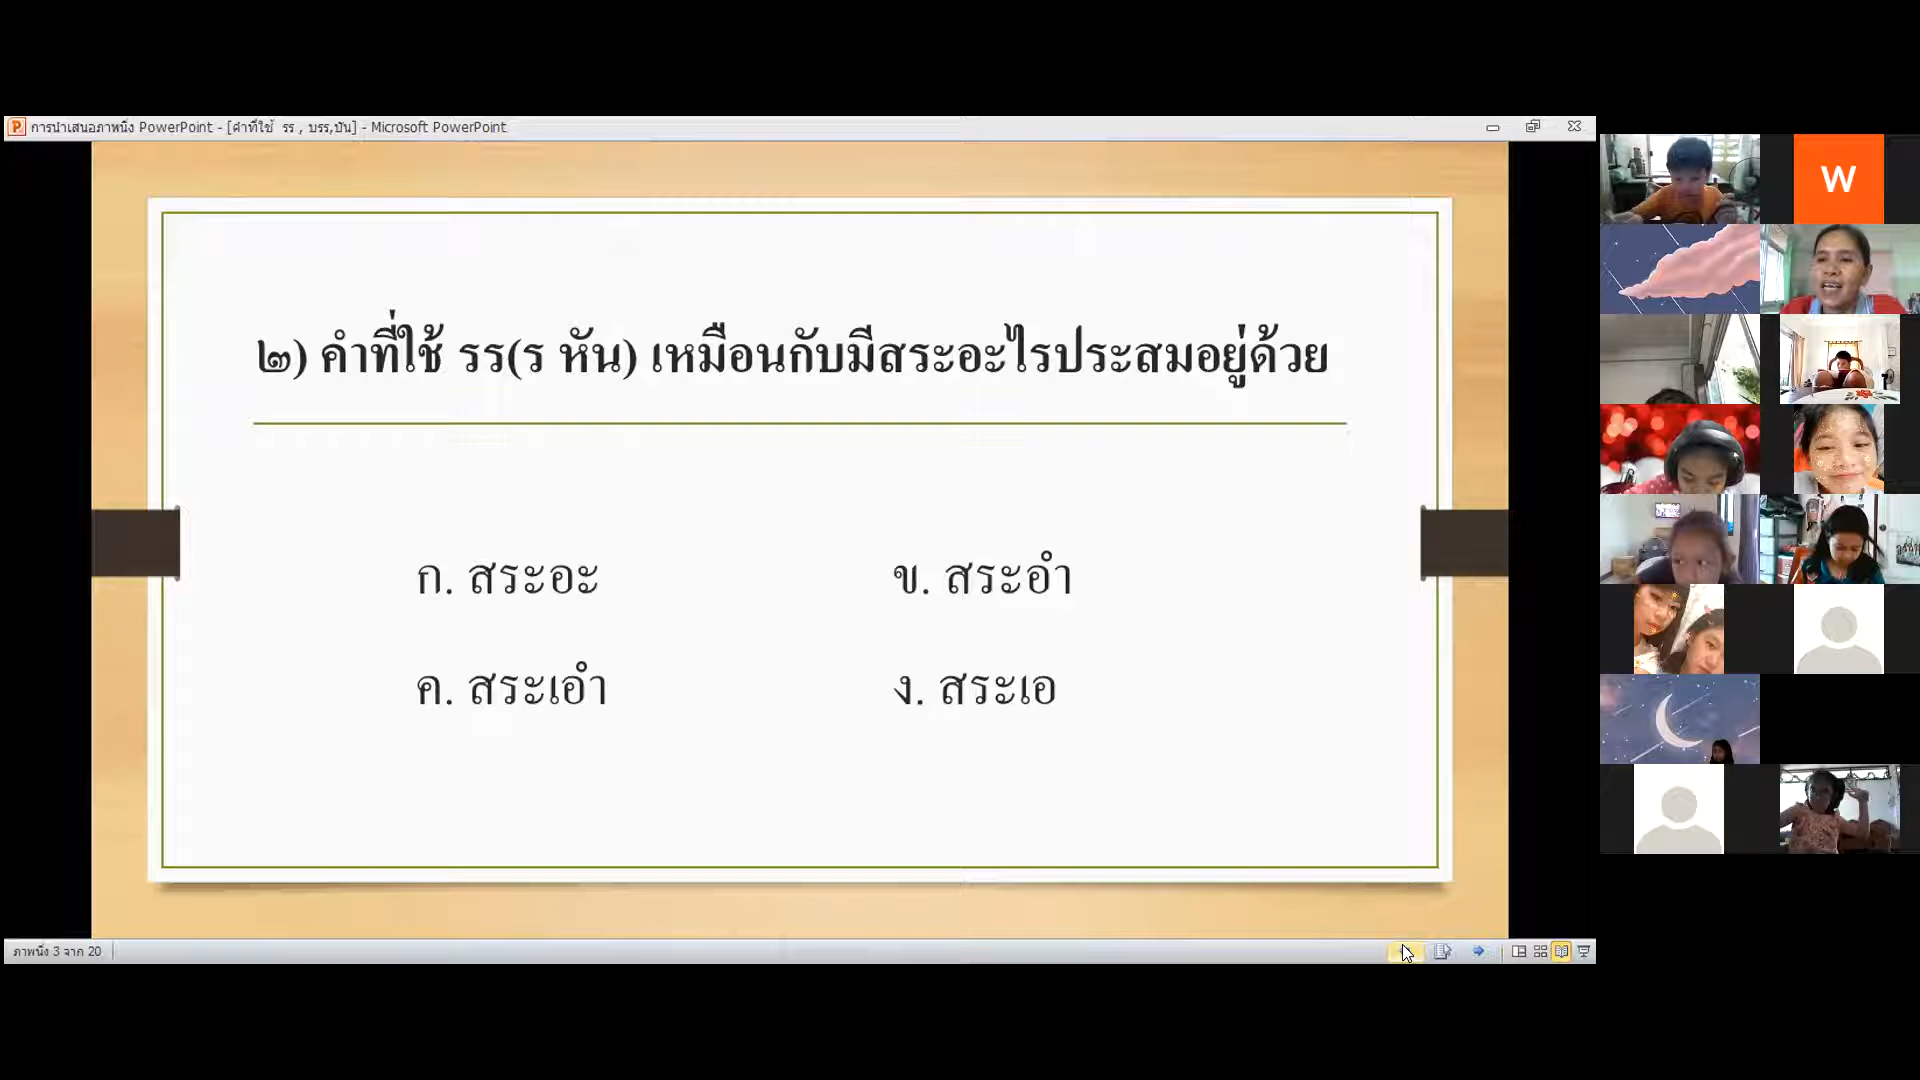 การนำเสนอภาพนิ่ง PowerPoint - [คำที่ใช้ รร , บรร,บัน] - Microsoft PowerPoint
W
๒) คำที่ใช้ รร(ร หัน) เหมือนกับมีสระอะไรประสมอยู่ด้วย
ก. สระอะ
ข. สระอำ
ค. สระเอำ
ง. สระเอ
ภาพนิ่ง 3 จาก 20